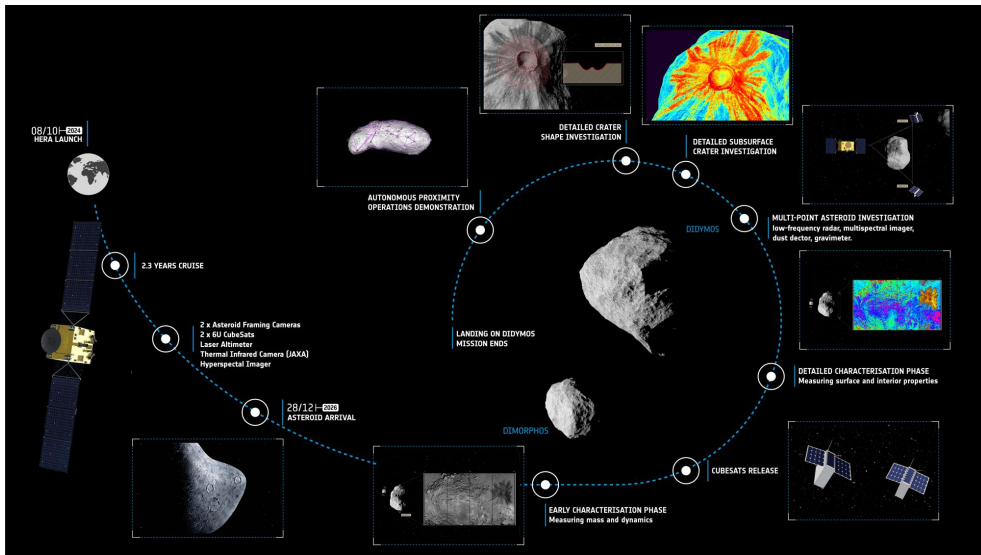 08/10 2024
HERA LAUNCH
2.3 YEARS CRUISE
2 x Asteroid Framing Cameras
2 x 6U CubeSats
Laser Altimeter
Thermal Infrared Camera (JAXA)
Hyperspectal Imager
28/12 2026
ASTEROID ARRIVAL
EARLY CHARACTERISATION PHASE
Measuring mass and dynamics
CUBESATS RELEASE
DETAILED CHARACTERISATION PHASE
Measuring surface and interior properties
MULTI-POINT ASTEROID INVESTIGATION
low-frequency radar, multispectral imager,
dust dector, gravimeter.
DETAILED SUBSURFACE
CRATER INVESTIGATION
DETAILED CRATER
SHAPE INVESTIGATION
AUTONOMOUS PROXIMITY
OPERATIONS DEMONSTRATION
LANDING ON DIDYMOS
MISSION ENDS
DIDYMOS
DIMORPHOS